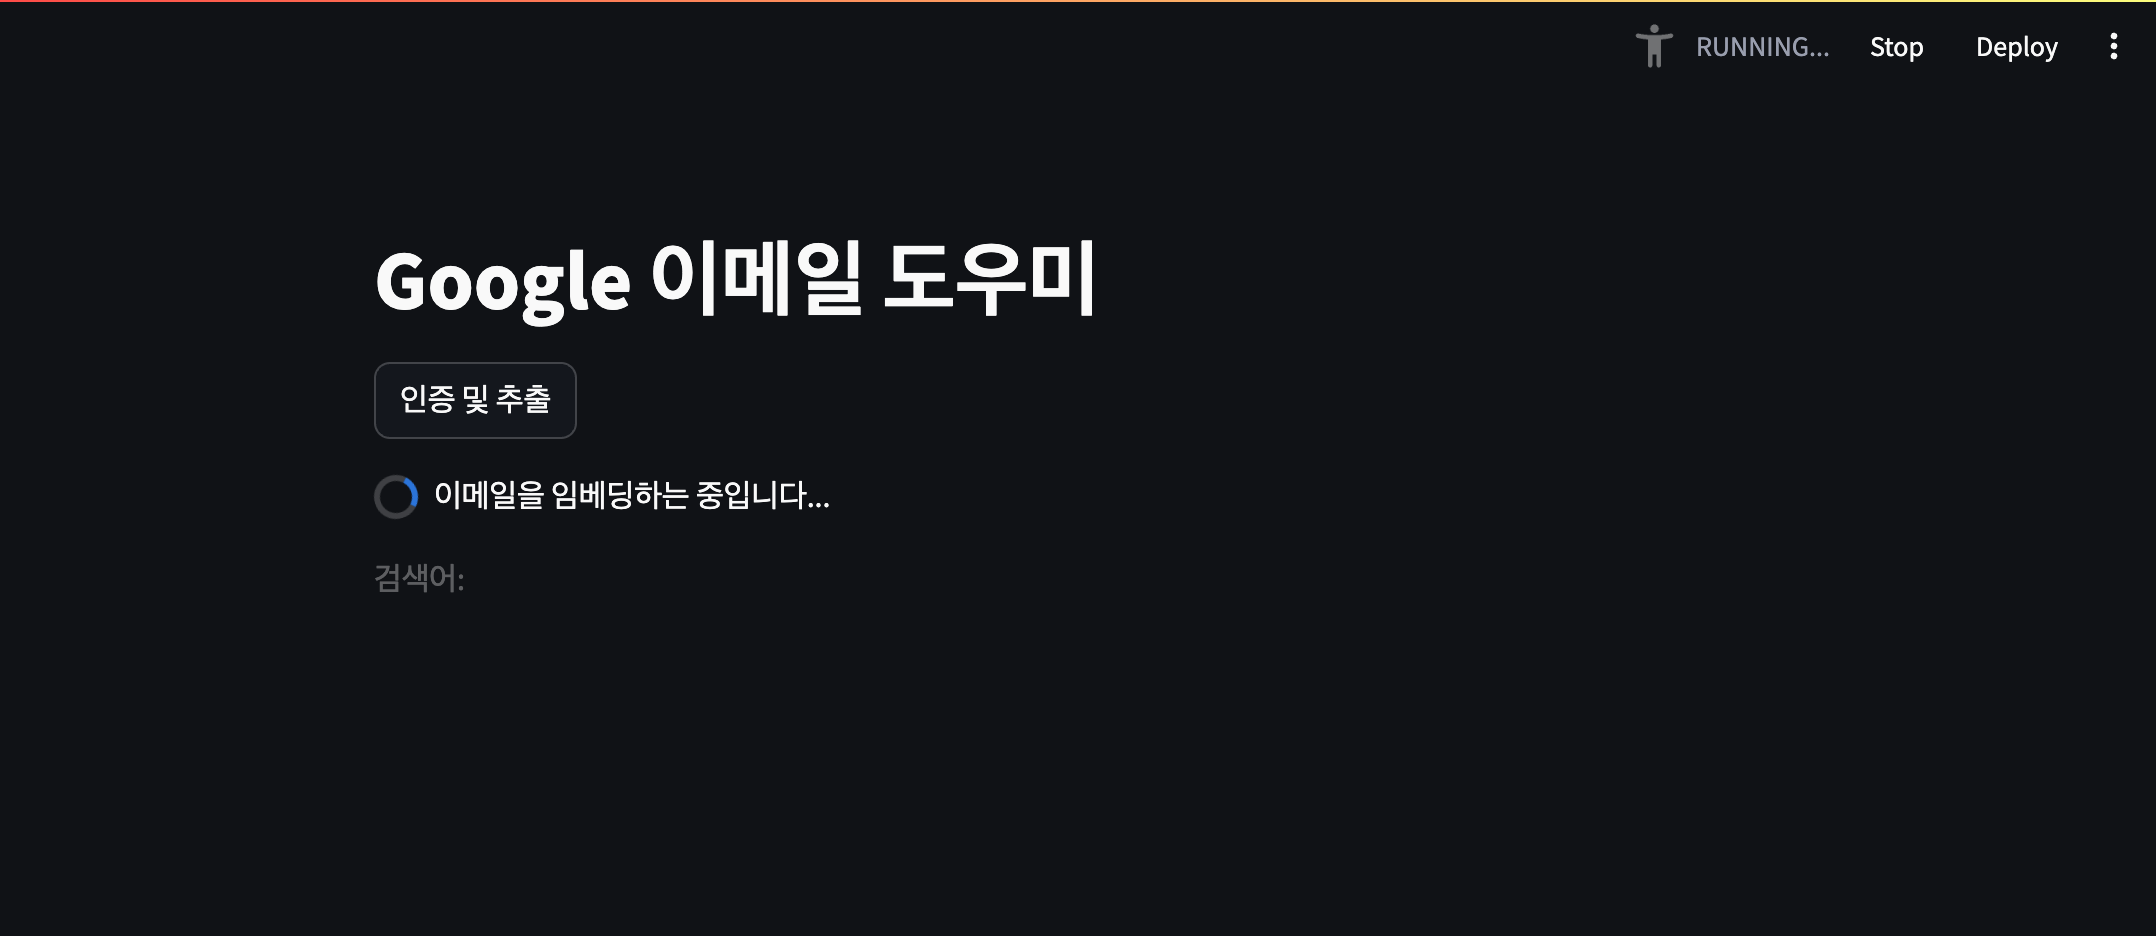 RUNNING...
Stop
Deploy
Google 이메일 도우미
인증 및 추출
이메일을 임베딩하는 중입니다...
검색어: